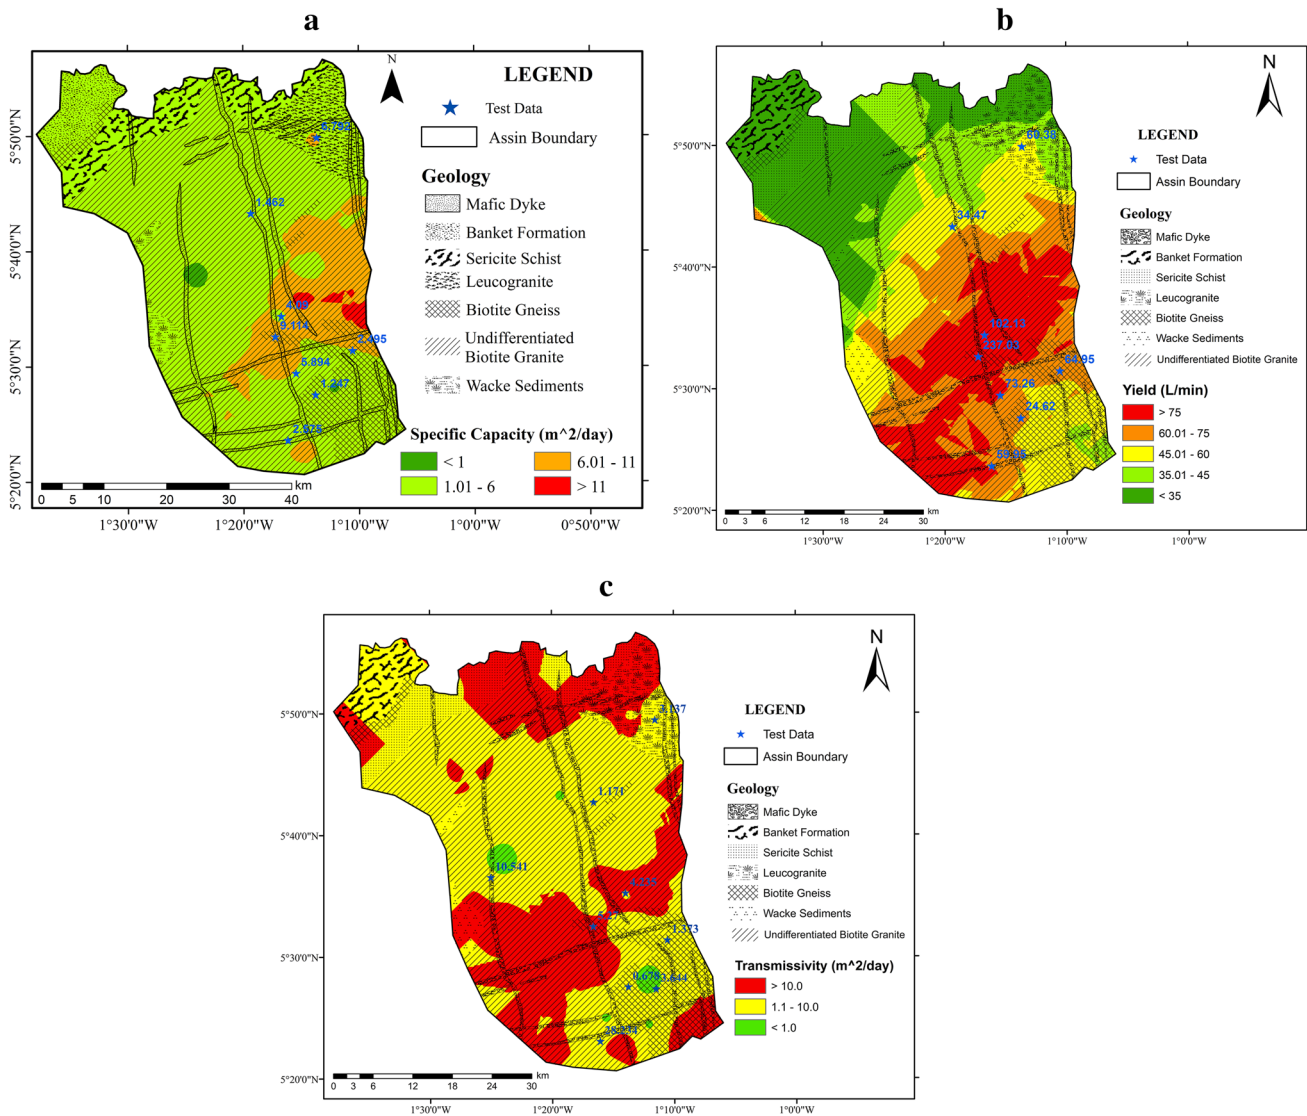 a
N
LEGEND
Test Data
Assin Boundary
Geology
Mafic Dyke
Banket Formation
Sericite Schist
Leucogranite
Biotite Gneiss
Undifferentiated
Biotite Granite
Wacke Sediments
Specific Capacity (m^2/day)
< 1
6.01 - 11
1.01 - 6
> 11
1.862
9.114
5.894
2.495
1.247
5°50'0"N
5°40'0"N
5°30'0"N
5°20'0"N
0 5 10 20 30 40
km
1°30'0"W
1°20'0"W
1°10'0"W
1°0'0"W
0°50'0"W
b
N
LEGEND
Test Data
Assin Boundary
Geology
Mafic Dyke
Banket Formation
Sericite Schist
Leucogranite
Biotite Gneiss
Wacke Sediments
Undifferentiated Biotite Granite
Yield (L/min)
> 75
60.01 - 75
45.01 - 60
35.01 - 45
< 35
60.38
34.47
192.13
64.95
73.26
24.62
5°50'0"N
5°40'0"N
5°30'0"N
5°20'0"N
0 3 6 12 18 24 30
km
1°30'0"W
1°20'0"W
1°10'0"W
1°0'0"W
c
N
LEGEND
Test Data
Assin Boundary
Geology
Mafic Dyke
Banket Formation
Sericite Schist
Leucogranite
Biotite Gneiss
Wacke Sediments
Undifferentiated Biotite Granite
Transmissivity (m^2/day)
> 10.0
1.1 - 10.0
< 1.0
1.171
10.541
1.373
0.678
5°50'0"N
5°40'0"N
5°30'0"N
5°20'0"N
0 3 6 12 18 24 30
km
1°30'0"W
1°20'0"W
1°10'0"W
1°0'0"W